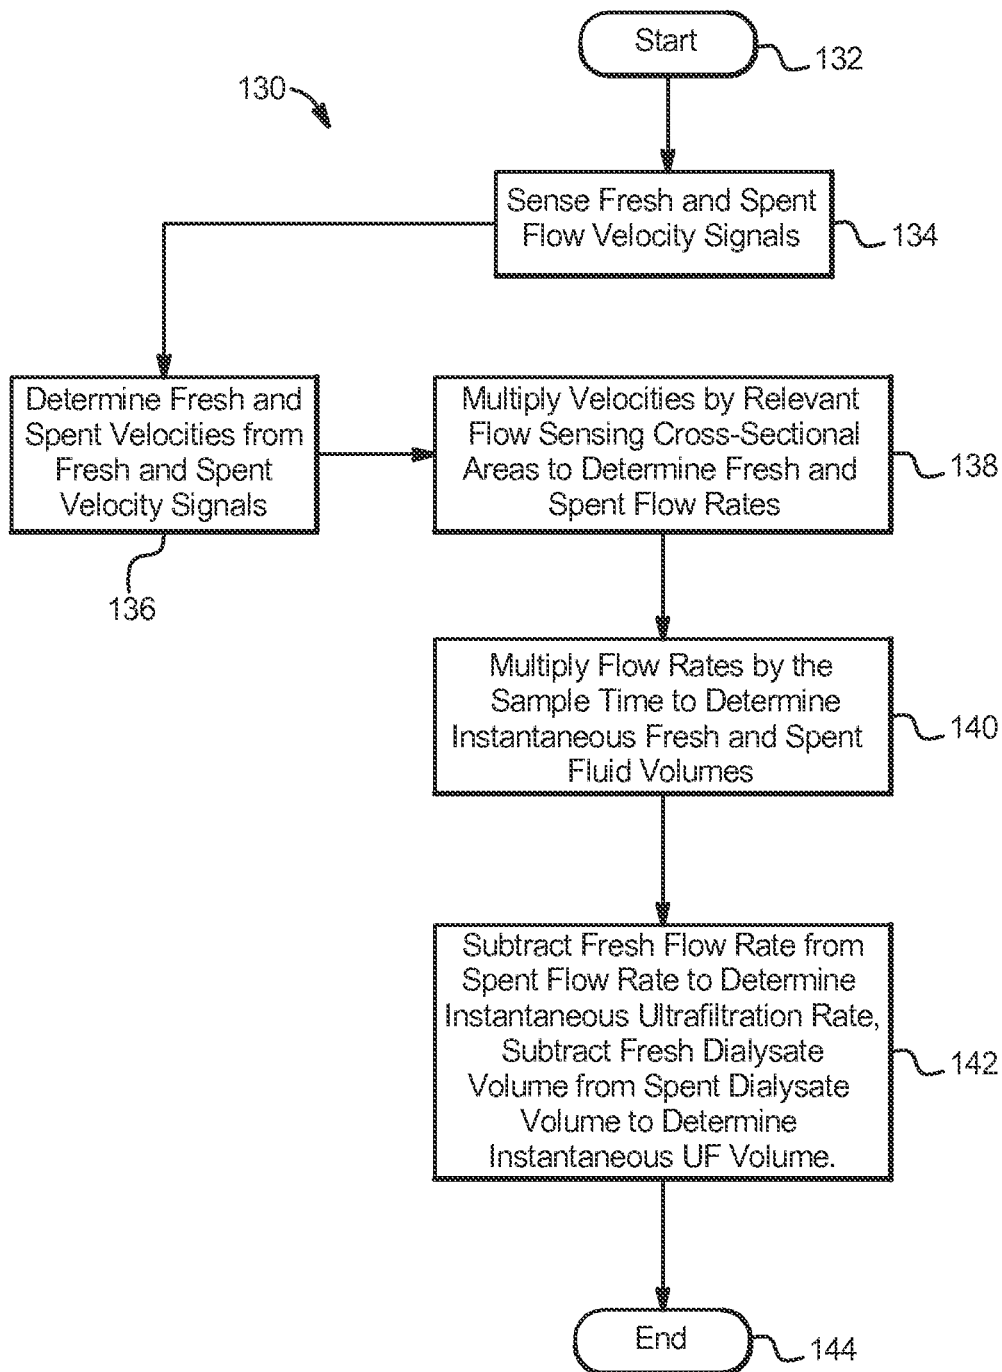 Start
132
130
Sense Fresh and Spent
Flow Velocity Signals
134
Determine Fresh and
Spent Velocities from
Fresh and Spent
Velocity Signals
136
Multiply Velocities by Relevant
Flow Sensing Cross-Sectional
Areas to Determine Fresh and
Spent Flow Rates
138
Multiply Flow Rates by the
Sample Time to Determine
Instantaneous Fresh and Spent
Fluid Volumes
140
Subtract Fresh Flow Rate from
Spent Flow Rate to Determine
Instantaneous Ultrafiltration Rate,
Subtract Fresh Dialysate
Volume from Spent Dialysate
Volume to Determine
Instantaneous UF Volume.
142
End
144